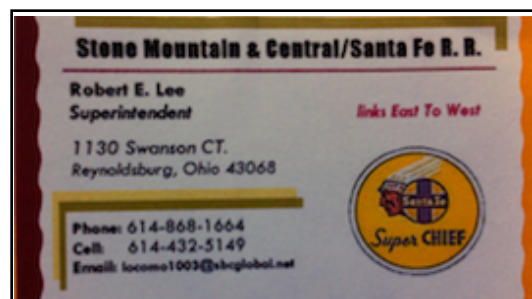 Stone Mountain & Central/Santa Fe R. R.
Robert E. Lee
Superintendent
links East To West
1130 Swanson CT.
Reynoldsburg, Ohio 43068
Phone: 614-868-1664
Cell: 614-432-5149
Email: locomo1003@sbcglobal.net
Santa Fe
Super CHIEF